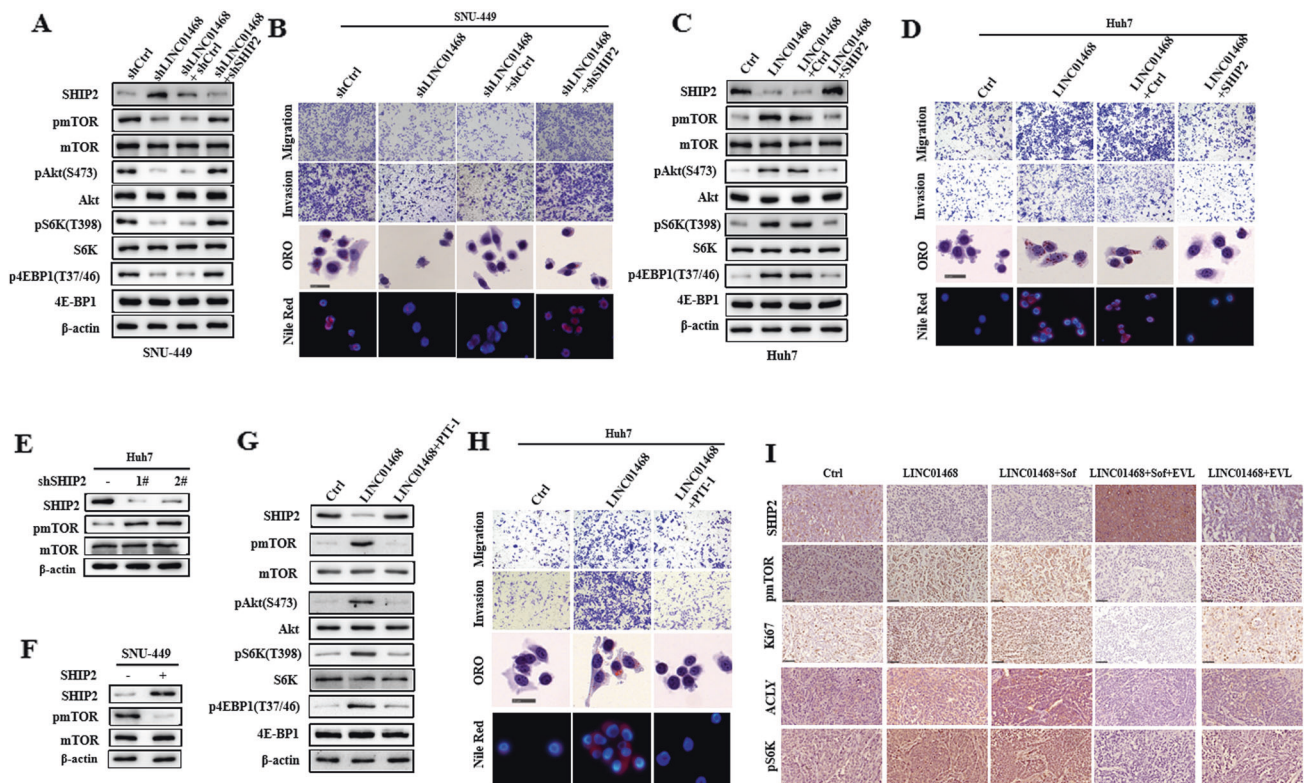 A
shCtrl
shLINC01468
shLINC01468
+shCtrl
shLINC01468
+shSHIP2
SHIP2
pmTOR
mTOR
pAkt(S473)
Akt
pS6K(T398)
S6K
p4EBP1(T37/46)
4E-BP1
β-actin
SNU-449
B
SNU-449
shCtrl
shLINC01468
shLINC01468
+shCtrl
shLINC01468
+shSHIP2
Migration
Invasion
ORO
Nile Red
C
Ctrl
LINC01468
LINC01468
+Ctrl
LINC01468
+SHIP2
SHIP2
pmTOR
mTOR
pAkt(S473)
Akt
pS6K(T398)
S6K
p4EBP1(T37/46)
4E-BP1
β-actin
Huh7
D
Huh7
Ctrl
LINC01468
LINC01468
+Ctrl
LINC01468
+SHIP2
Migration
Invasion
ORO
Nile Red
E
Huh7
shSHIP2 - 1# 2#
SHIP2
pmTOR
mTOR
β-actin
F
SNU-449
SHIP2 - +
SHIP2
pmTOR
mTOR
β-actin
G
Ctrl
LINC01468
LINC01468+PIT-1
SHIP2
pmTOR
mTOR
pAkt(S473)
Akt
pS6K(T398)
S6K
p4EBP1(T37/46)
4E-BP1
β-actin
H
Huh7
Ctrl
LINC01468
LINC01468
+PIT-1
Migration
Invasion
ORO
Nile Red
I
Ctrl LINC01468 LINC01468+Sof LINC01468+Sof+EVL LINC01468+EVL
SHIP2
pmTOR
Ki67
ACLY
pS6K